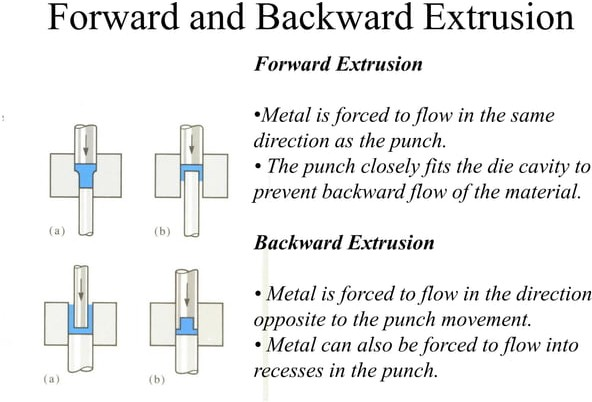 Forward and Backward Extrusion
Forward Extrusion
•Metal is forced to flow in the same
direction as the punch.
• The punch closely fits the die cavity to
prevent backward flow of the material.
(a)
(b)
Backward Extrusion
• Metal is forced to flow in the direction
opposite to the punch movement.
• Metal can also be forced to flow into
recesses in the punch.
(a)
(b)